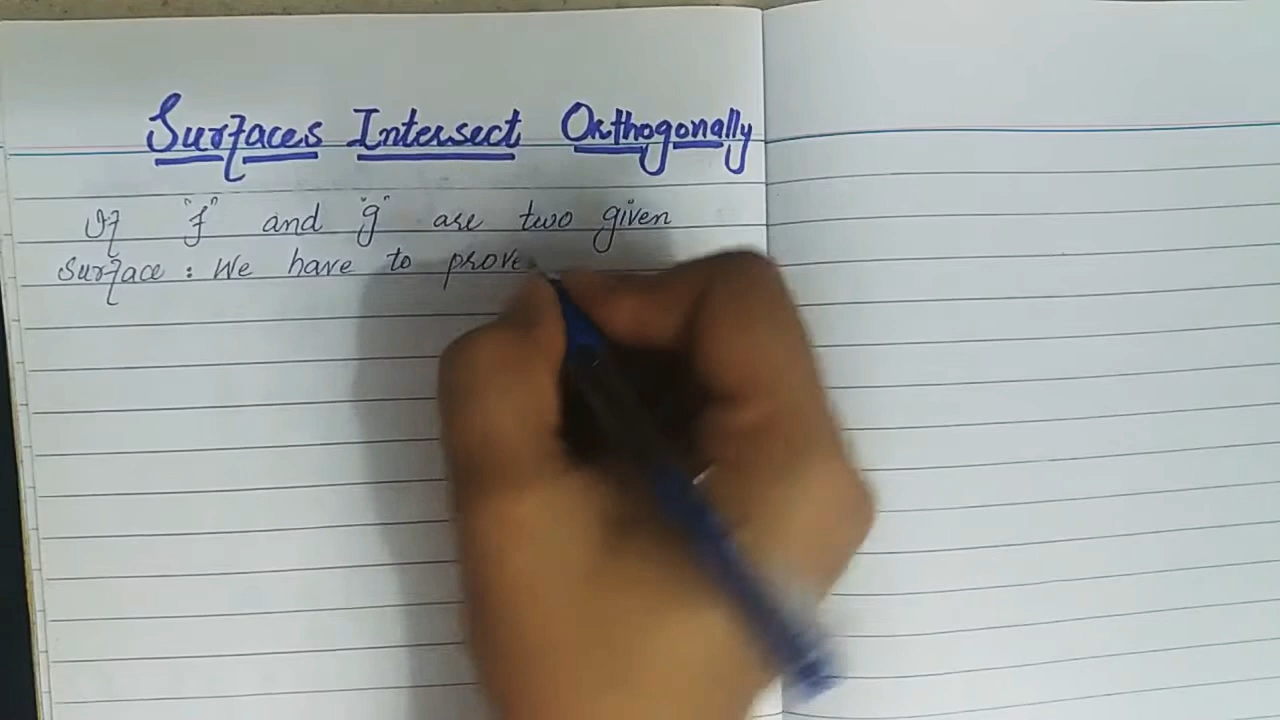 Surfaces Intersect Orthogonally
If "f" and "g" are two given
Surface : We have to prove